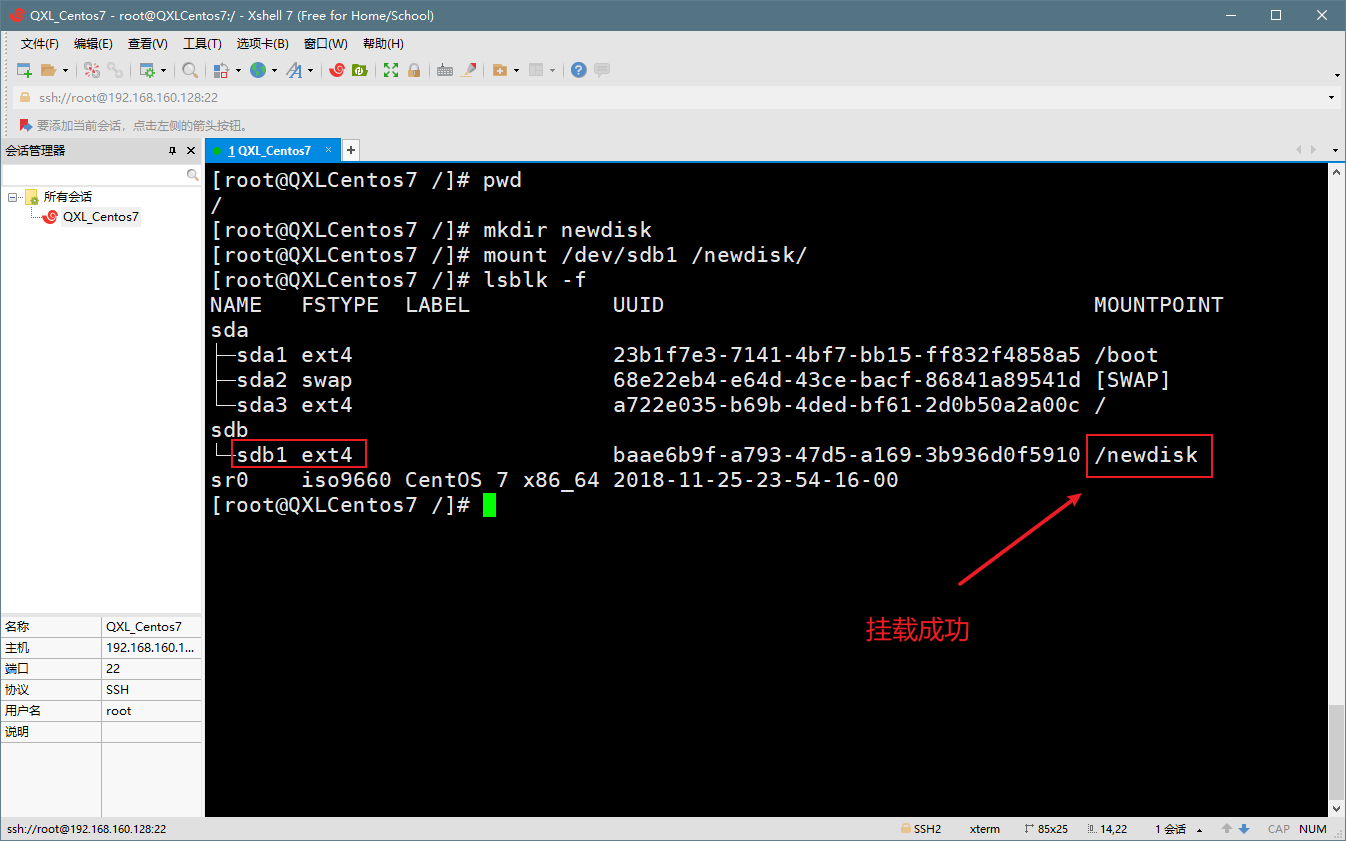 QXL_Centos7 - root@QXLCentos7:/ - Xshell 7 (Free for Home/School)
文件(F) 编辑(E) 查看(V) 工具(T) 选项卡(B) 窗口(W) 帮助(H)
ssh://root@192.168.160.128:22
要添加当前会话，点击左侧的箭头按钮。
会话管理器
所有会话
QXL_Centos7
1 QXL_Centos7
[root@QXLCentos7 /]# pwd
/
[root@QXLCentos7 /]# mkdir newdisk
[root@QXLCentos7 /]# mount /dev/sdb1 /newdisk/
[root@QXLCentos7 /]# lsblk -f
NAME   FSTYPE  LABEL           UUID                                 MOUNTPOINT
sda
├─sda1 ext4                    23b1f7e3-7141-4bf7-bb15-ff832f4858a5 /boot
├─sda2 swap                    68e22eb4-e64d-43ce-bacf-86841a89541d [SWAP]
└─sda3 ext4                    a722e035-b69b-4ded-bf61-2d0b50a2a00c /
sdb
└─sdb1 ext4                    baae6b9f-a793-47d5-a169-3b936d0f5910 /newdisk
sr0    iso9660 CentOS 7 x86_64 2018-11-25-23-54-16-00
[root@QXLCentos7 /]#
挂载成功
名称 QXL_Centos7
主机 192.168.160.1...
端口 22
协议 SSH
用户名 root
说明
ssh://root@192.168.160.128:22 SSH2 xterm 85x25 14,22 1 会话 CAP NUM